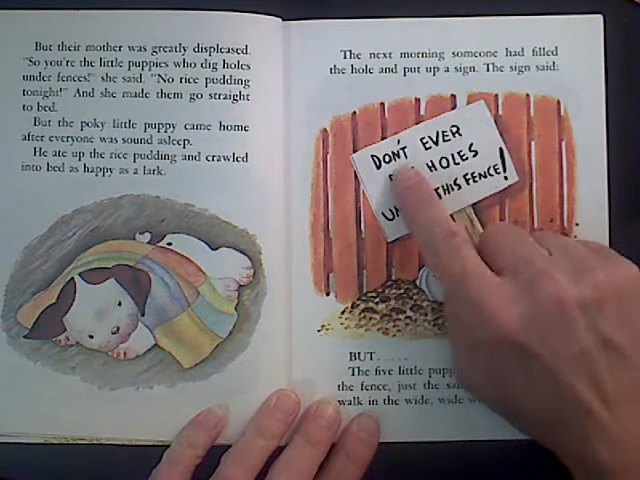 But their mother was greatly displeased.
"So you're the little puppies who dig holes
under fences!" she said. "No rice pudding
tonight!" And she made them go straight
to bed.
But the poky little puppy came home
after everyone was sound asleep.
He ate up the rice pudding and crawled
into bed as happy as a lark.
The next morning someone had filled
the hole and put up a sign. The sign said:
DON'T EVER
HOLES
THIS FENCE!
BUT.....
The five little
the fence, just the
walk in the wide, wide